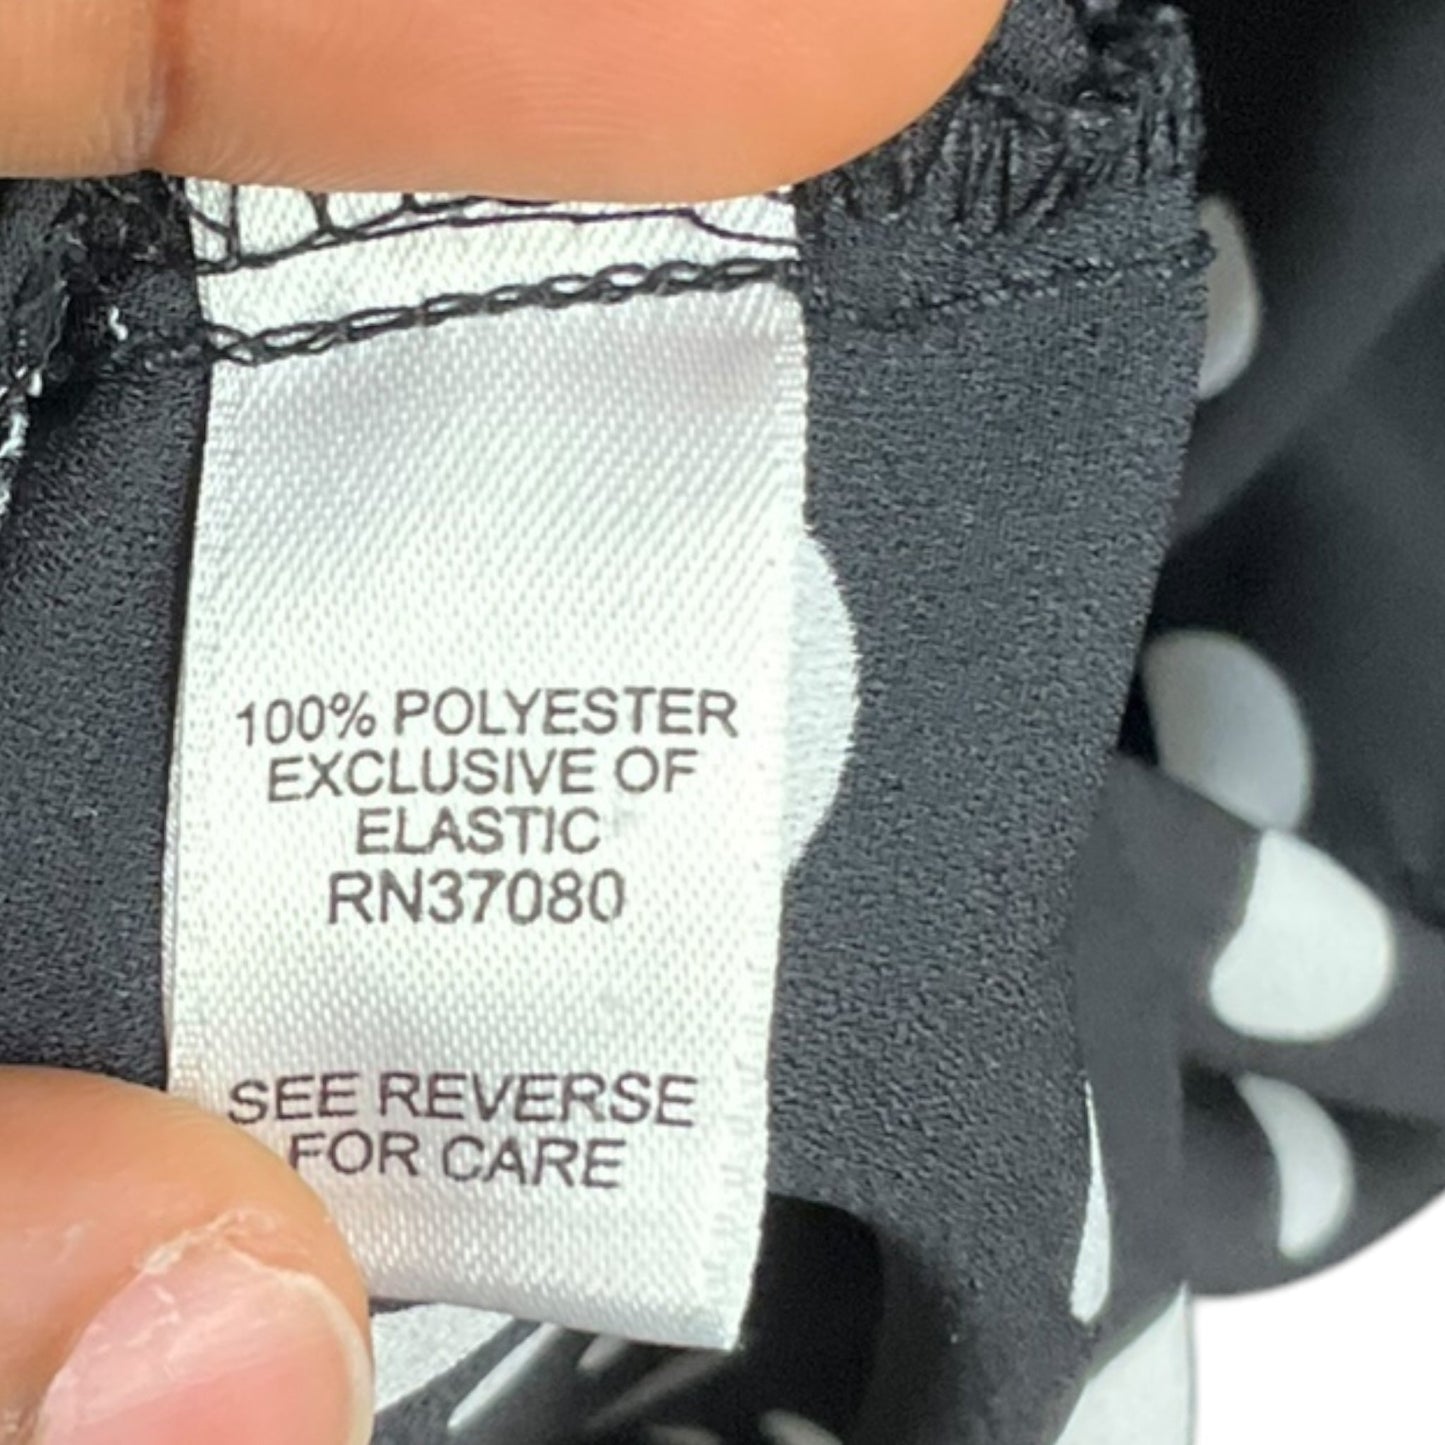 100% POLYESTER
EXCLUSIVE OF
ELASTIC
RN37080
SEE REVERSE
FOR CARE